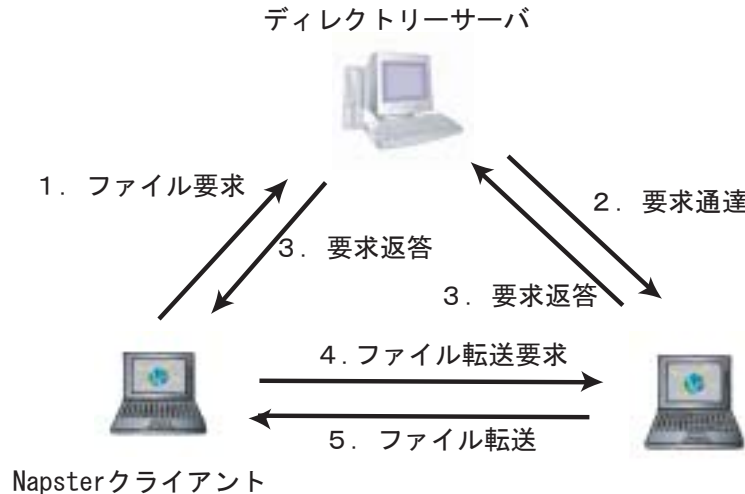 ディレクトリーサーバ
1. ファイル要求
2. 要求通達
3. 要求返答
3. 要求返答
4.ファイル転送要求
5. ファイル転送
Napsterクライアント